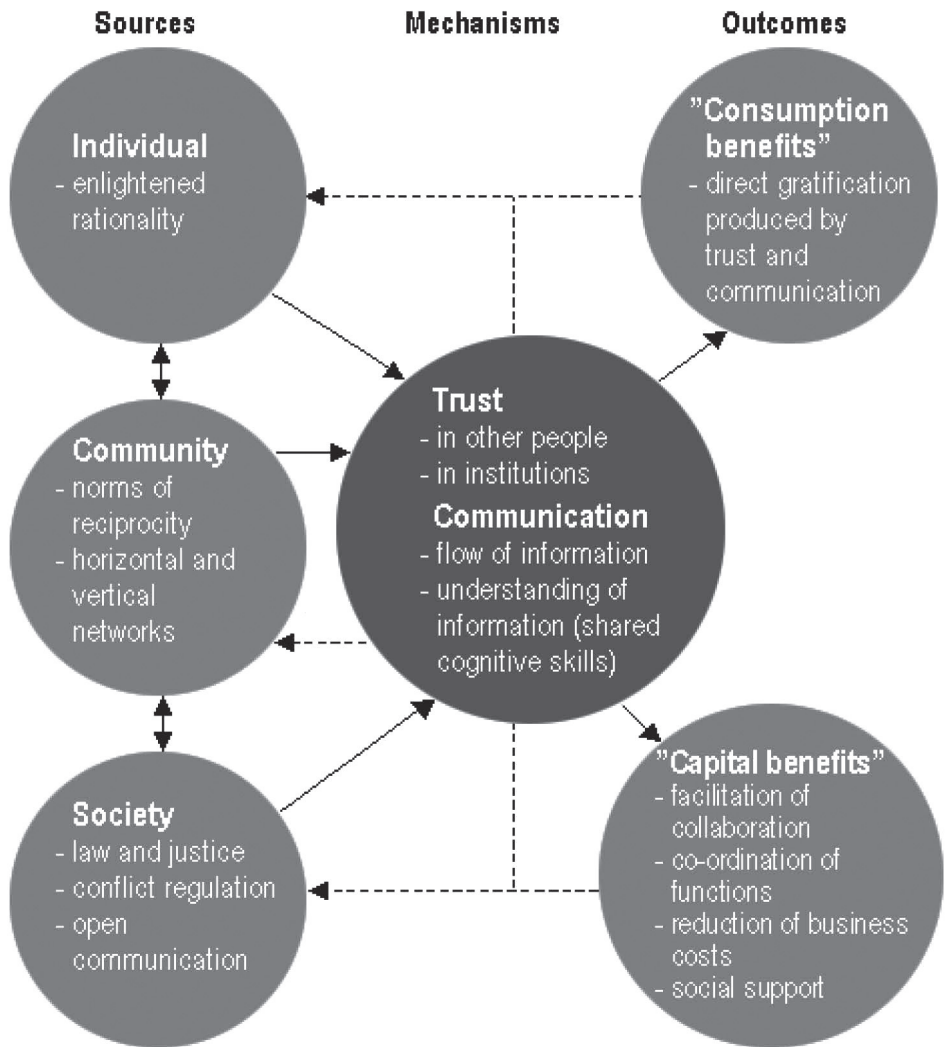 Sources
Mechanisms
Outcomes
Individual
- enlightened
rationality
"Consumption
benefits"
- direct gratification
produced by
trust and
communication
Community
- norms of
reciprocity
- horizontal and
vertical
networks
Trust
- in other people
- in institutions
Communication
- flow of information
- understanding of
information (shared
cognitive skills)
Society
- law and justice
- conflict regulation
- open
communication
"Capital benefits"
- facilitation of
collaboration
- co-ordination of
functions
- reduction of business
costs
- social support